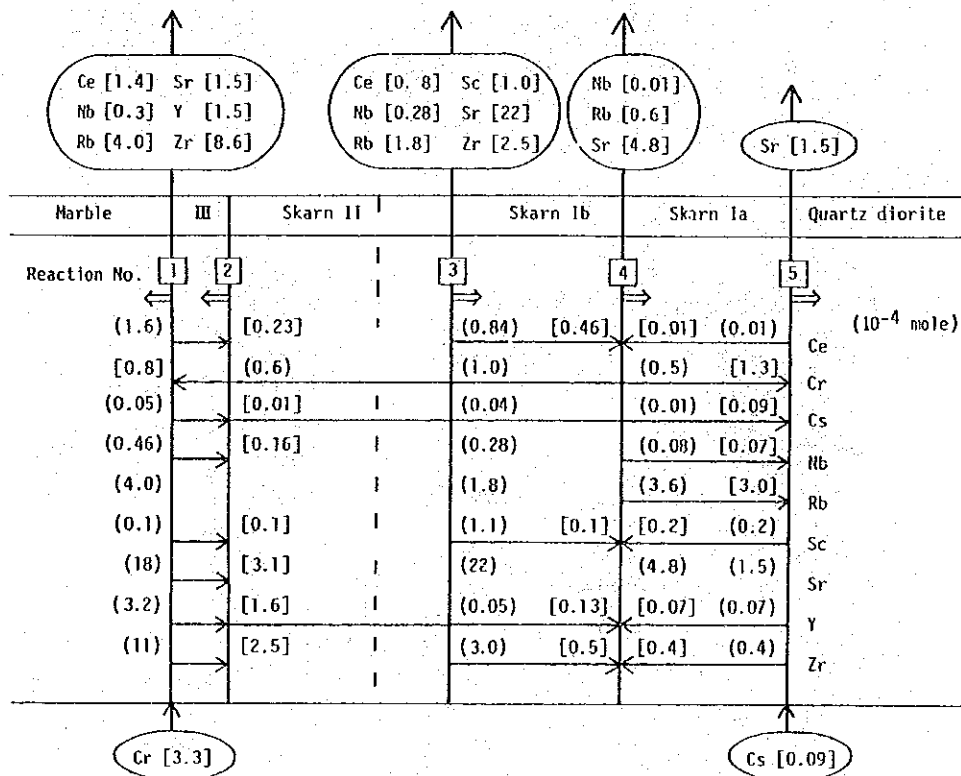 Ce [1.4] Sr [1.5] Ce [0. 8] Sc [1.0] Nb [0.01]
Nb [0.3] Y [1.5] Nb [0.28] Sr [22] Rb [0.6]
Rb [4.0] Zr [8.6] Rb [1.8] Zr [2.5] Sr [4.8] Sr [1.5]
Marble III Skarn II Skarn Ib Skarn Ia Quartz diorite
Reaction No. 1 2 3 4 5
(1.6) [0.23] (0.84) [0.46] [0.01] (0.01) (10-4 mole)
Ce
[0.8] (0.6) (1.0) (0.5) [1.3]
Cr
(0.05) [0.01] (0.04) (0.01) [0.09]
Cs
(0.46) [0.16] (0.28) (0.08) [0.07]
Nb
(4.0) (1.8) (3.6) [3.0]
Rb
(0.1) [0.1] (1.1) [0.1] [0.2] (0.2)
Sc
(18) [3.1] (22) (4.8) (1.5)
Sr
(3.2) [1.6] (0.05) [0.13] [0.07] (0.07)
Y
(11) [2.5] (3.0) [0.5] [0.4] (0.4)
Zr
Cr [3.3] Cs [0.09]